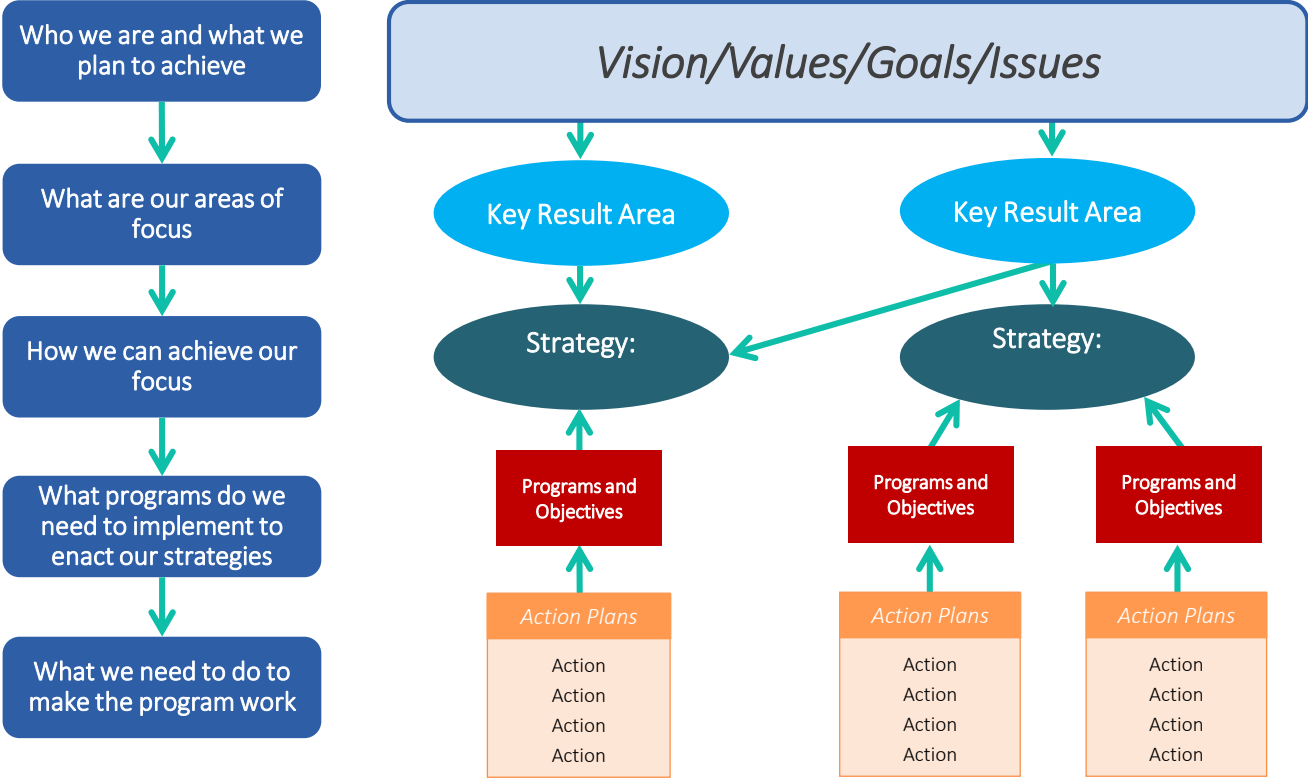 Who we are and what we
plan to achieve
What are our areas of
focus
How we can achieve our
focus
What programs do we
need to implement to
enact our strategies
What we need to do to
make the program work
Vision/Values/Goals/Issues
Key Result Area
Key Result Area
Strategy:
Strategy:
Programs and
Objectives
Programs and
Objectives
Programs and
Objectives
Action Plans
Action
Action
Action
Action
Action Plans
Action
Action
Action
Action
Action Plans
Action
Action
Action
Action